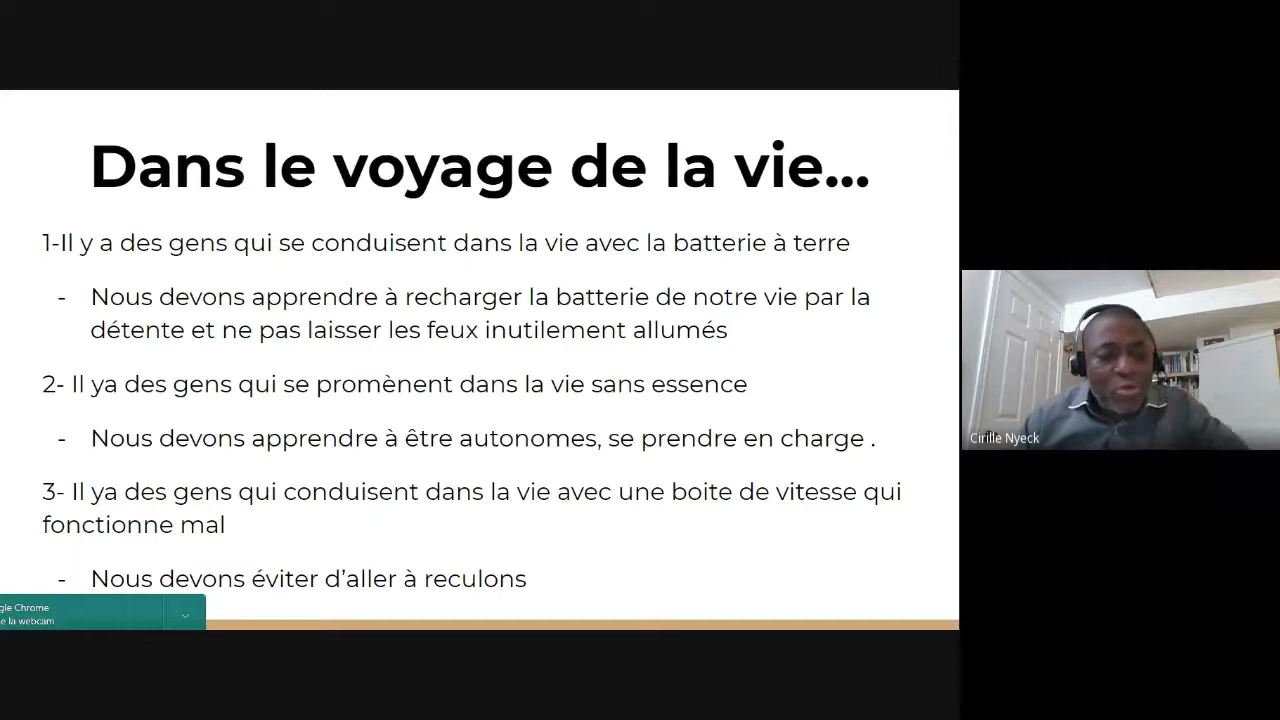 Dans le voyage de la vie...
1-Il y a des gens qui se conduisent dans la vie avec la batterie à terre
- Nous devons apprendre à recharger la batterie de notre vie par la
détente et ne pas laisser les feux inutilement allumés
2- Il ya des gens qui se promènent dans la vie sans essence
- Nous devons apprendre à être autonomes, se prendre en charge .
3- Il ya des gens qui conduisent dans la vie avec une boite de vitesse qui
fonctionne mal
- Nous devons éviter d’aller à reculons
gle Chrome
e la webcam
Cirille Nyeck